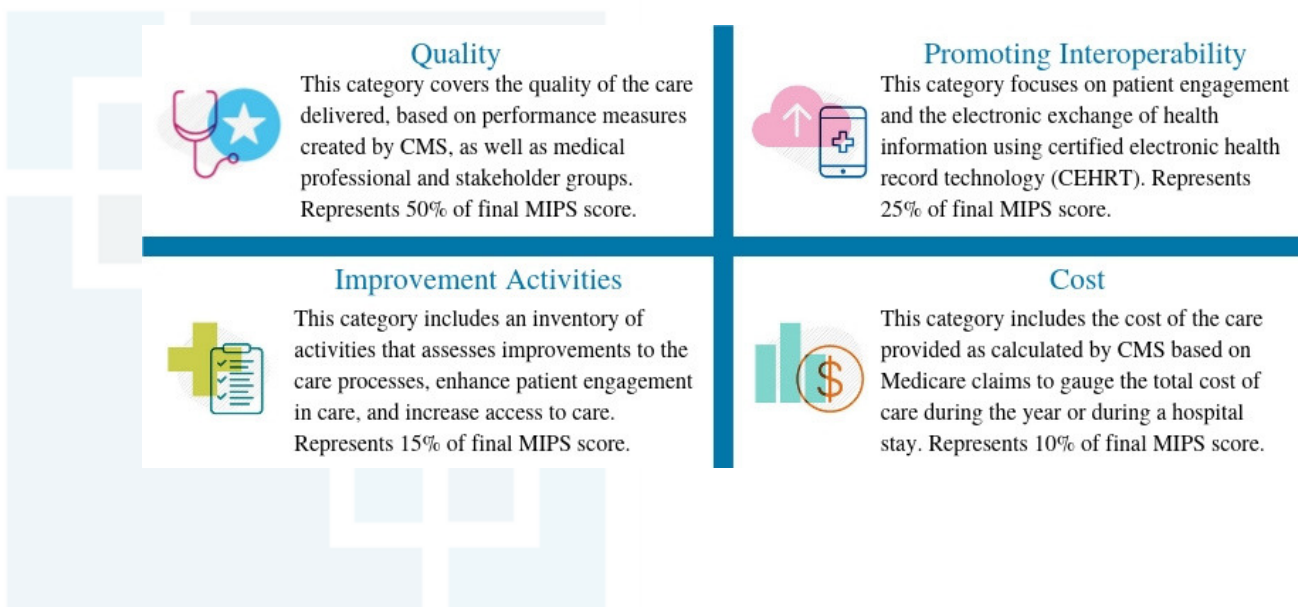 Quality
This category covers the quality of the care
delivered, based on performance measures
created by CMS, as well as medical
professional and stakeholder groups.
Represents 50% of final MIPS score.
Promoting Interoperability
This category focuses on patient engagement
and the electronic exchange of health
information using certified electronic health
record technology (CEHRT). Represents
25% of final MIPS score.
Improvement Activities
This category includes an inventory of
activities that assesses improvements to the
care processes, enhance patient engagement
in care, and increase access to care.
Represents 15% of final MIPS score.
Cost
This category includes the cost of the care
provided as calculated by CMS based on
Medicare claims to gauge the total cost of
care during the year or during a hospital
stay. Represents 10% of final MIPS score.